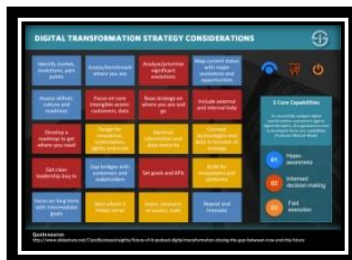 DIGITAL TRANSFORMATION STRATEGY CONSIDERATIONS
Identify market,
evolutions, pain
points
Assess/benchmark
where you are
Analyze/prioritize
significant
evolutions
Map current status
with major
evolutions and
opportunities
Assess
culture and
readiness
Focus on core
intangible assets:
customers, data
Base strategy on
where you are and
go
Include external
and internal help
Develop a
roadmap to get
where you need
Design for
innovation,
optimization,
agility and scale
Optimize
information and
data maturity
Connect
technologies and
data in function of
strategy
Get clear
leadership buy in
Gap bridges with
customers and
stakeholders
Set goals and KPIs
Build for
ecosystems and
platforms
Focus on long term
with intermediate
goals
Start where it
makes sense
Learn, measure,
re-assess, scale
Repeat and
innovate
3 Core Capabilities
01 Hyper-
awareness
02 Informed
decision-making
03 Fast
execution
Quote source: